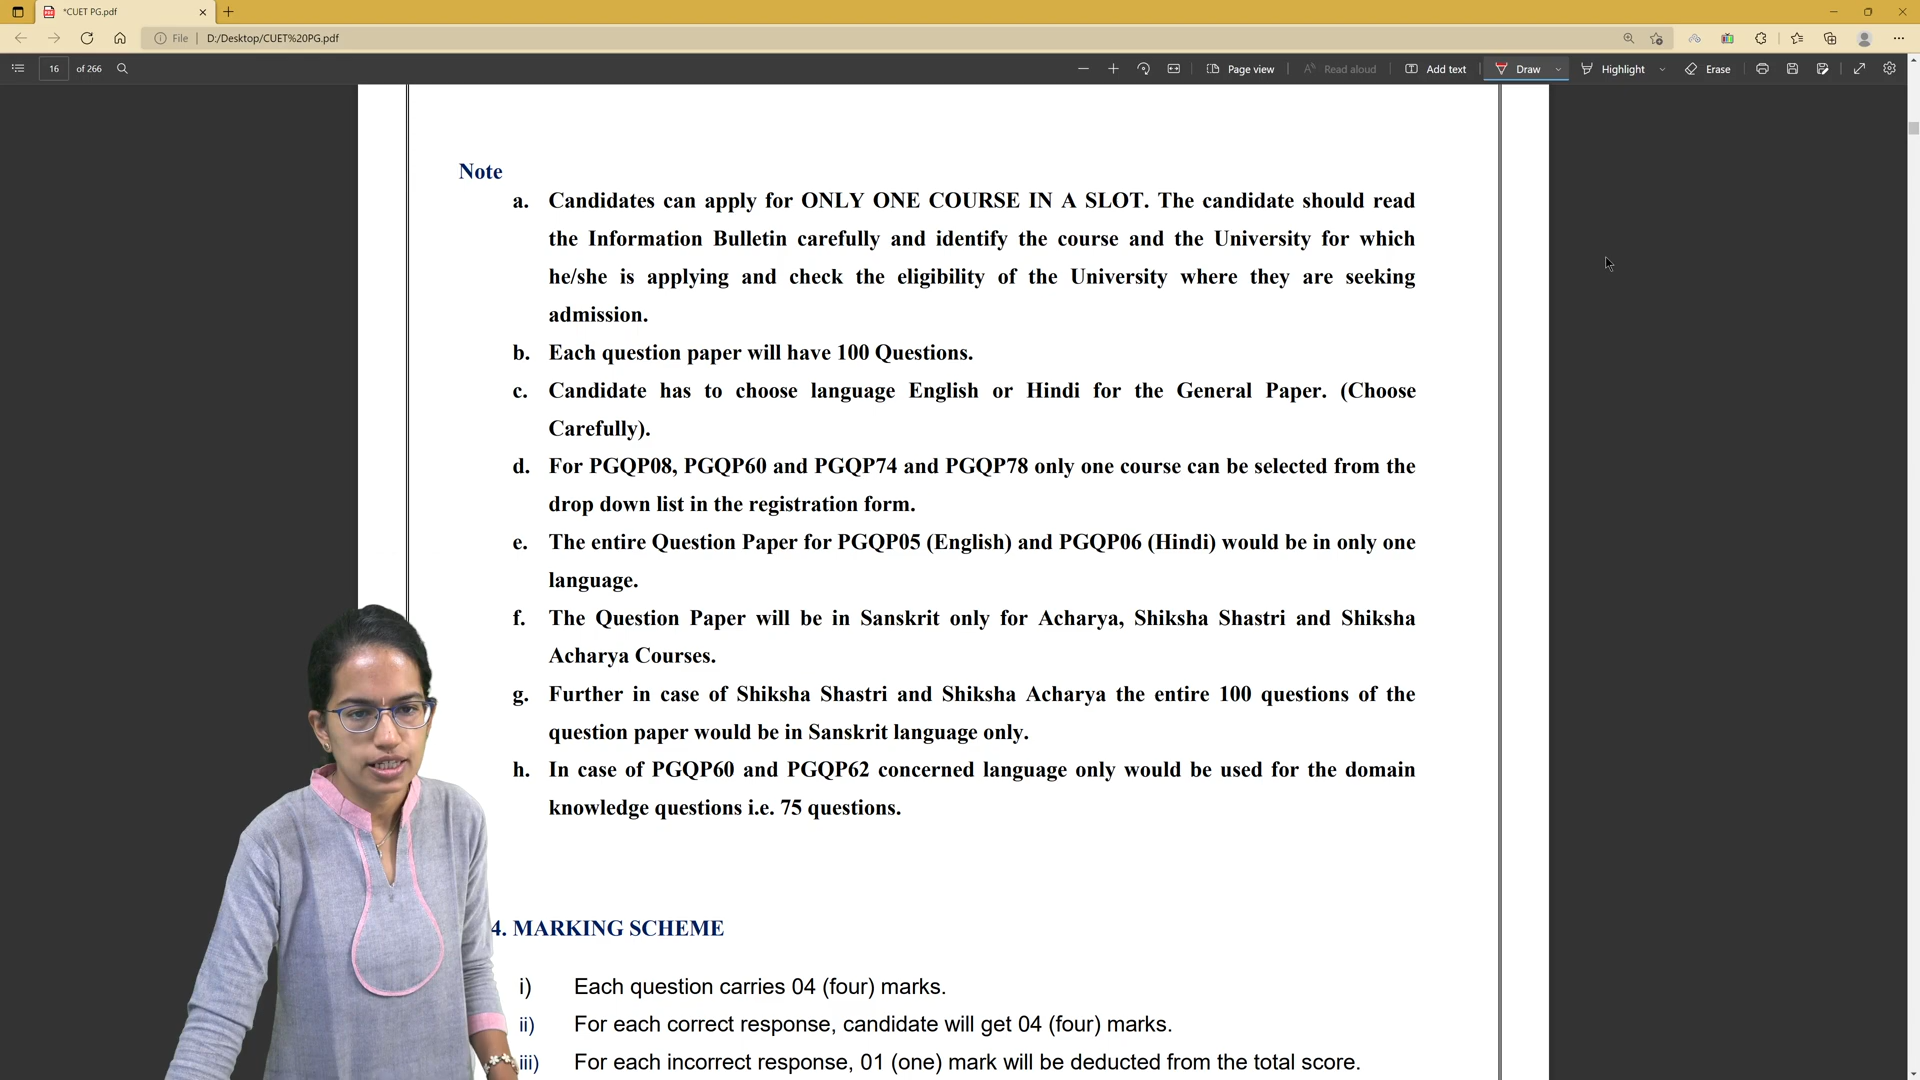 *CUET PG.pdf
File
D:/Desktop/CUET%20PG.pdf
16 of 266
Page view
Read aloud
Add text
Draw
Highlight
Erase
Note
a. Candidates can apply for ONLY ONE COURSE IN A SLOT. The candidate should read
the Information Bulletin carefully and identify the course and the University for which
he/she is applying and check the eligibility of the University where they are seeking
admission.
b. Each question paper will have 100 Questions.
c. Candidate has to choose language English or Hindi for the General Paper. (Choose
Carefully).
d. For PGQP08, PGQP60 and PGQP74 and PGQP78 only one course can be selected from the
drop down list in the registration form.
e. The entire Question Paper for PGQP05 (English) and PGQP06 (Hindi) would be in only one
language.
f. The Question Paper will be in Sanskrit only for Acharya, Shiksha Shastri and Shiksha
Acharya Courses.
g. Further in case of Shiksha Shastri and Shiksha Acharya the entire 100 questions of the
question paper would be in Sanskrit language only.
h. In case of PGQP60 and PGQP62 concerned language only would be used for the domain
knowledge questions i.e. 75 questions.
4. MARKING SCHEME
i) Each question carries 04 (four) marks.
ii) For each correct response, candidate will get 04 (four) marks.
iii) For each incorrect response, 01 (one) mark will be deducted from the total score.